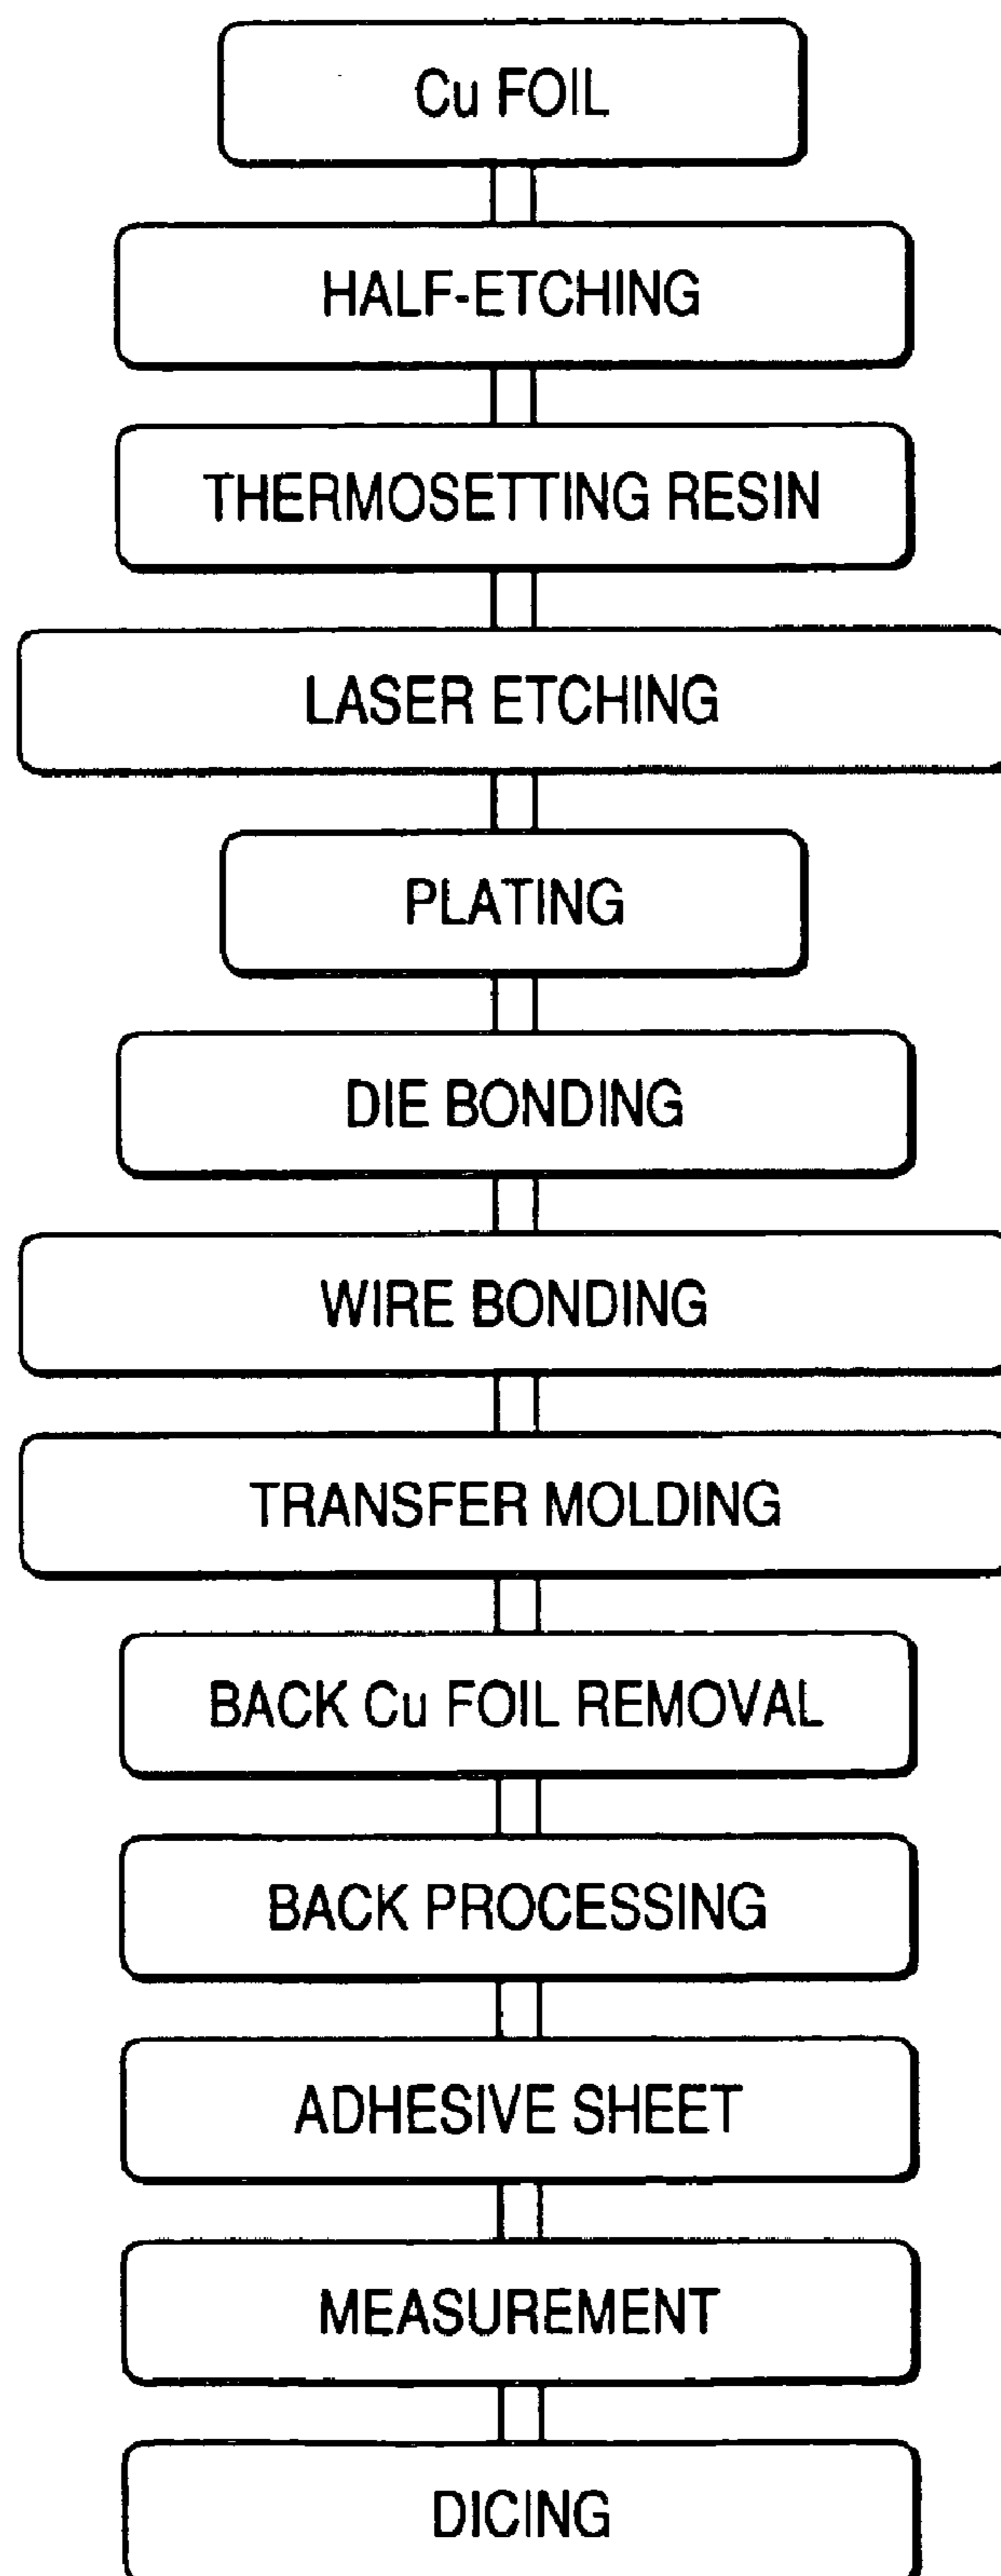 Cu FOIL
HALF-ETCHING
THERMOSETTING RESIN
LASER ETCHING
PLATING
DIE BONDING
WIRE BONDING
TRANSFER MOLDING
BACK Cu FOIL REMOVAL
BACK PROCESSING
ADHESIVE SHEET
MEASUREMENT
DICING